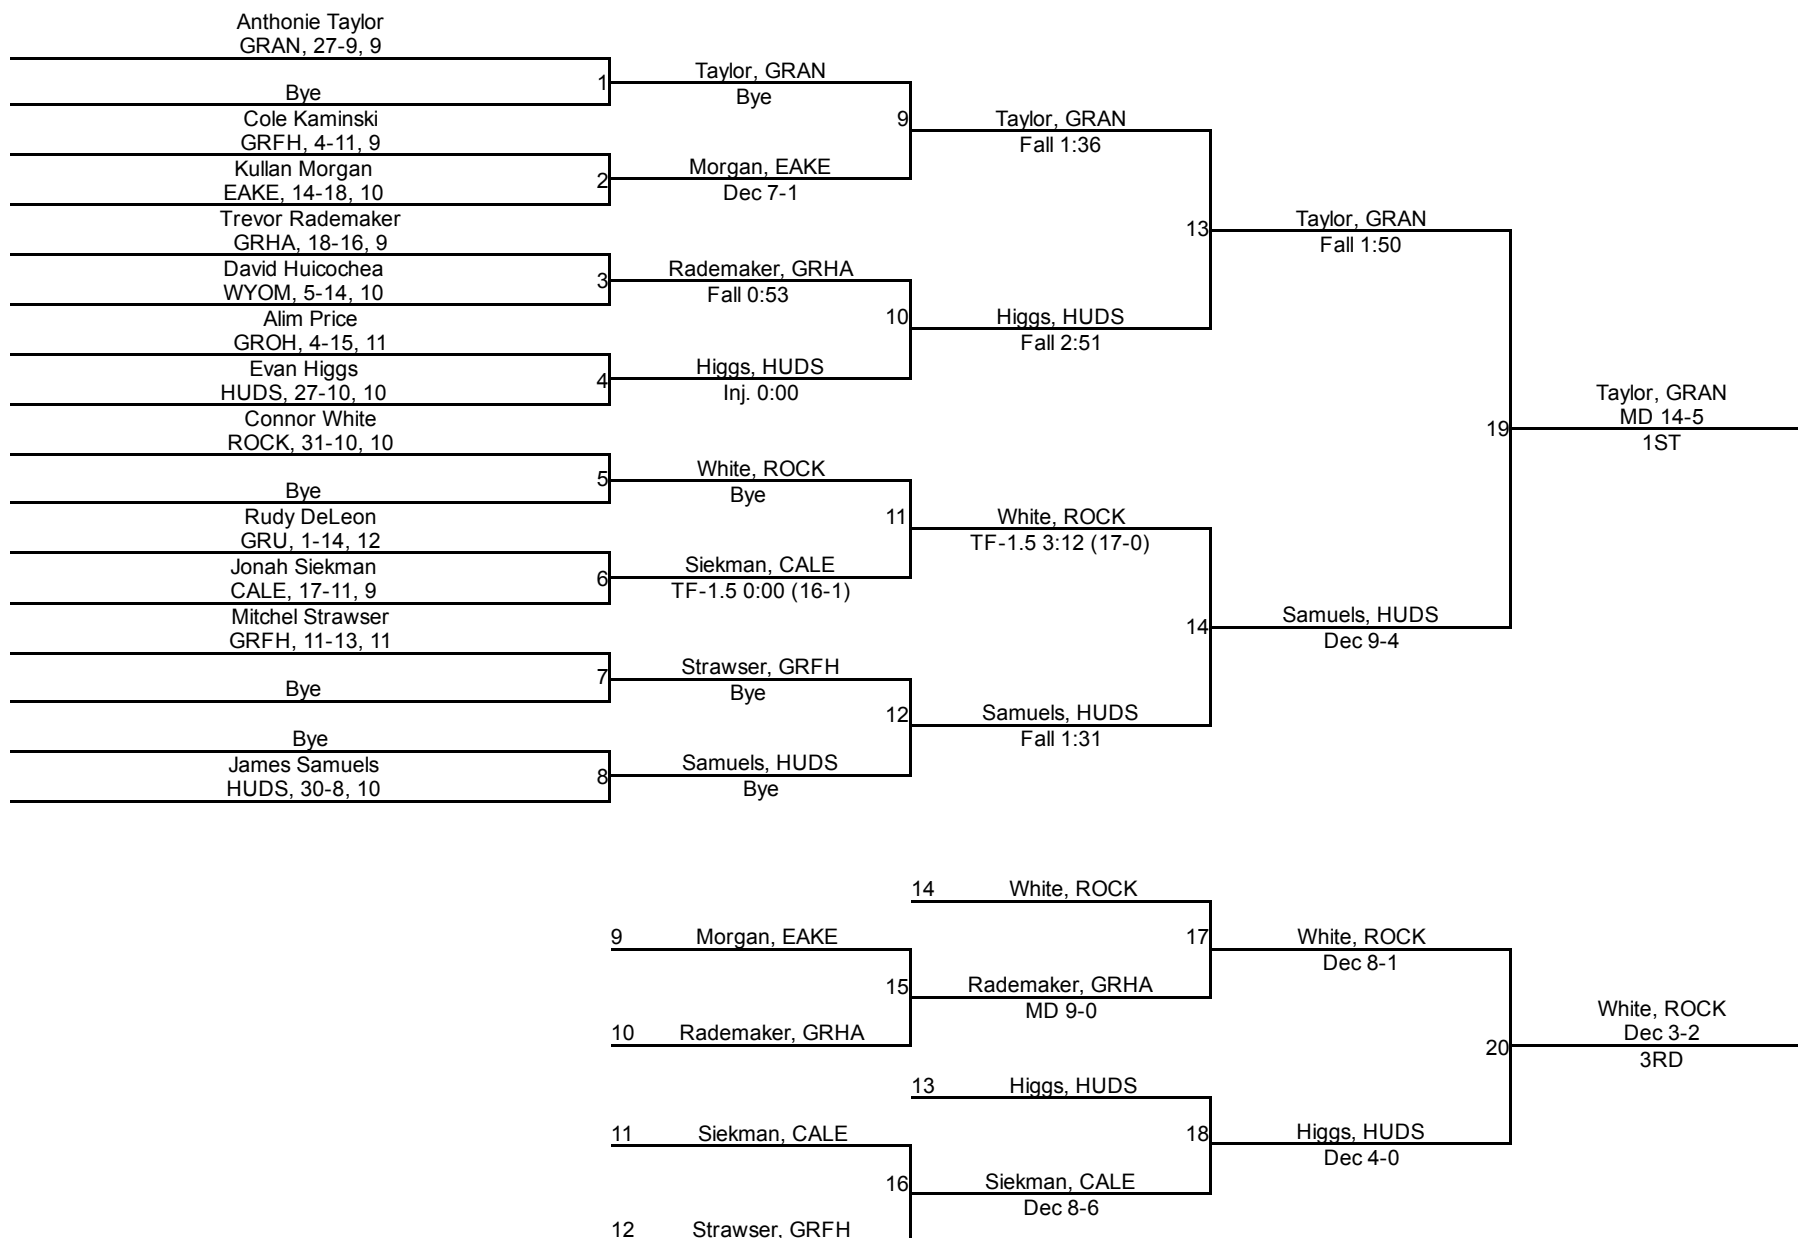 Anthonie Taylor
GRAN, 27-9, 9
Bye
1
Cole Kaminski
GRFH, 4-11, 9
Kullan Morgan
EAKE, 14-18, 10
2
Trevor Rademaker
GRHA, 18-16, 9
David Huicochea
WYOM, 5-14, 10
3
Alim Price
GROH, 4-15, 11
Evan Higgs
HUDS, 27-10, 10
4
Connor White
ROCK, 31-10, 10
Bye
5
Rudy DeLeon
GRU, 1-14, 12
Jonah Siekman
CALE, 17-11, 9
6
Mitchel Strawser
GRFH, 11-13, 11
Bye
7
Bye
James Samuels
HUDS, 30-8, 10
8
Taylor, GRAN
Bye
9
Morgan, EAKE
Dec 7-1
Rademaker, GRHA
Fall 0:53
10
Higgs, HUDS
Inj. 0:00
White, ROCK
Bye
11
Siekman, CALE
TF-1.5 0:00 (16-1)
Strawser, GRFH
Bye
12
Samuels, HUDS
Bye
Taylor, GRAN
Fall 1:36
13
Higgs, HUDS
Fall 2:51
White, ROCK
TF-1.5 3:12 (17-0)
14
Samuels, HUDS
Fall 1:31
Taylor, GRAN
Fall 1:50
19
Samuels, HUDS
Dec 9-4
Taylor, GRAN
MD 14-5
1ST
14 White, ROCK
9 Morgan, EAKE
17
15
Rademaker, GRHA
MD 9-0
10 Rademaker, GRHA
13 Higgs, HUDS
11 Siekman, CALE
18
16
Siekman, CALE
Dec 8-6
12 Strawser, GRFH
White, ROCK
Dec 8-1
20
Higgs, HUDS
Dec 4-0
White, ROCK
Dec 3-2
3RD